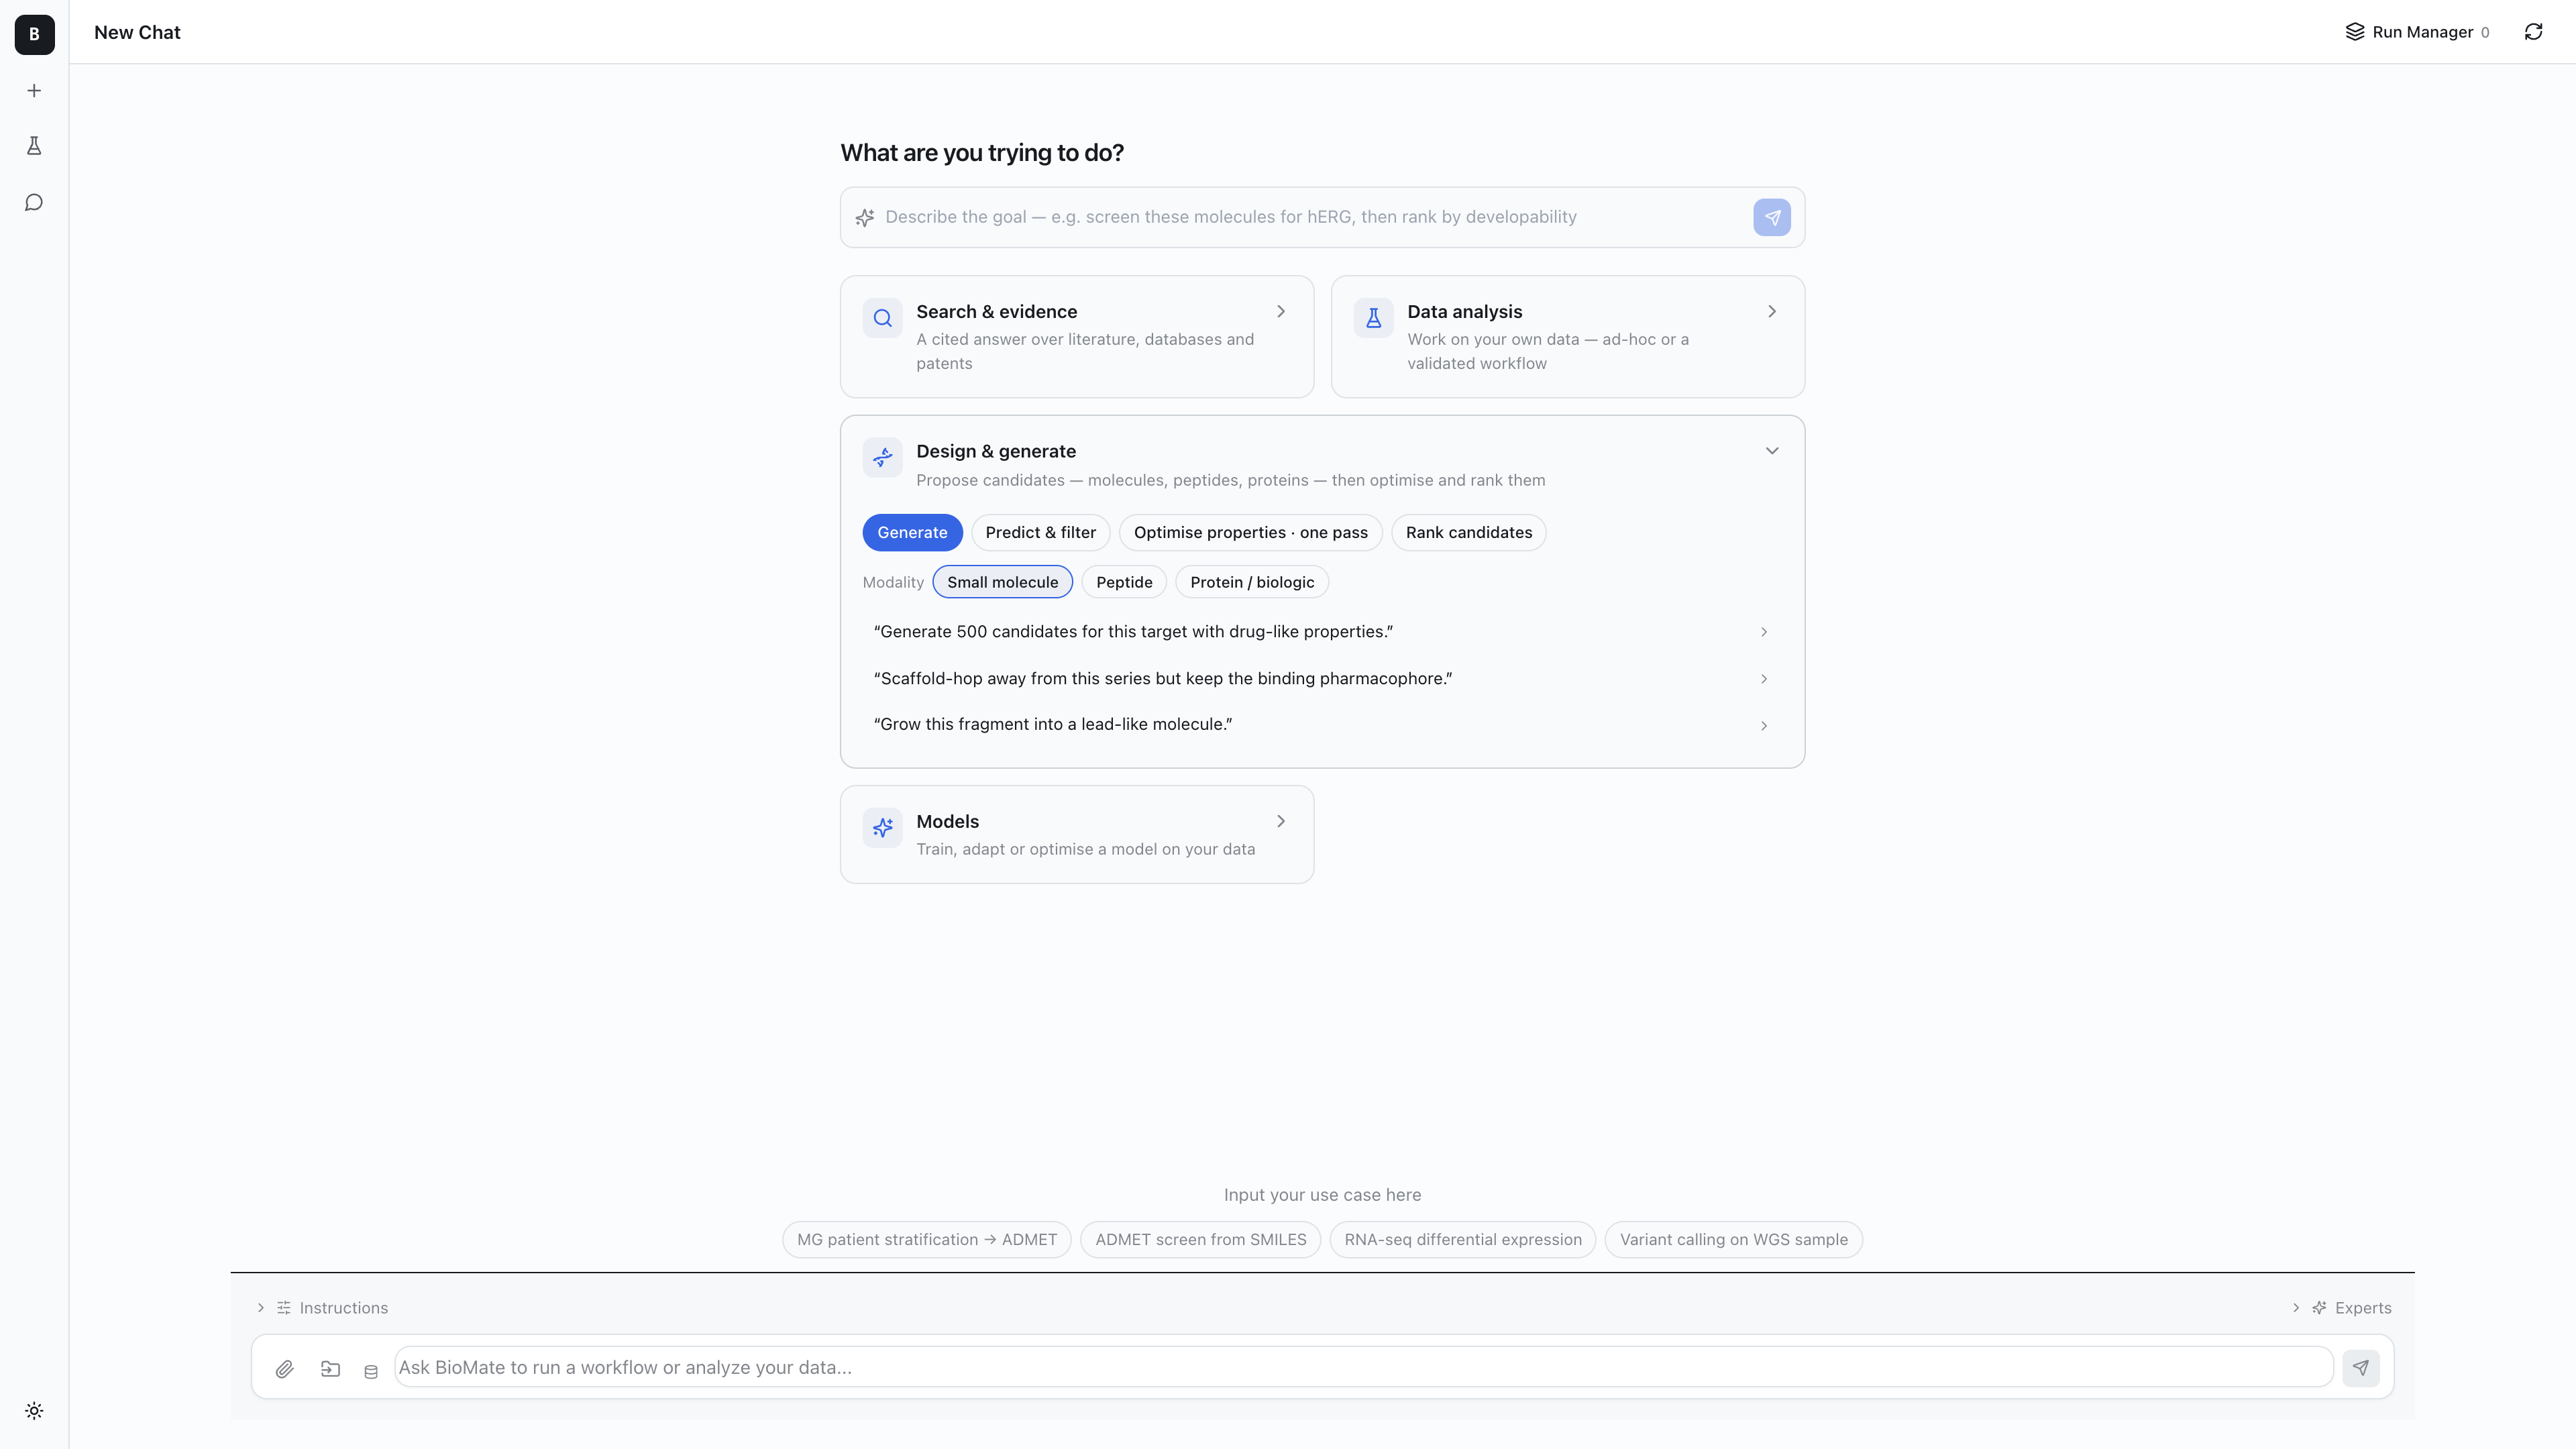 B
New Chat
Run Manager 0
What are you trying to do?
Describe the goal — e.g. screen these molecules for hERG, then rank by developability
Search & evidence
A cited answer over literature, databases and
patents
Data analysis
Work on your own data — ad-hoc or a
validated workflow
Design & generate
Propose candidates — molecules, peptides, proteins — then optimise and rank them
Generate Predict & filter Optimise properties · one pass Rank candidates
Modality Small molecule Peptide Protein / biologic
“Generate 500 candidates for this target with drug-like properties.”
“Scaffold-hop away from this series but keep the binding pharmacophore.”
“Grow this fragment into a lead-like molecule.”
Models
Train, adapt or optimise a model on your data
Input your use case here
MG patient stratification → ADMET ADMET screen from SMILES RNA-seq differential expression Variant calling on WGS sample
Instructions
Experts
Ask BioMate to run a workflow or analyze your data...